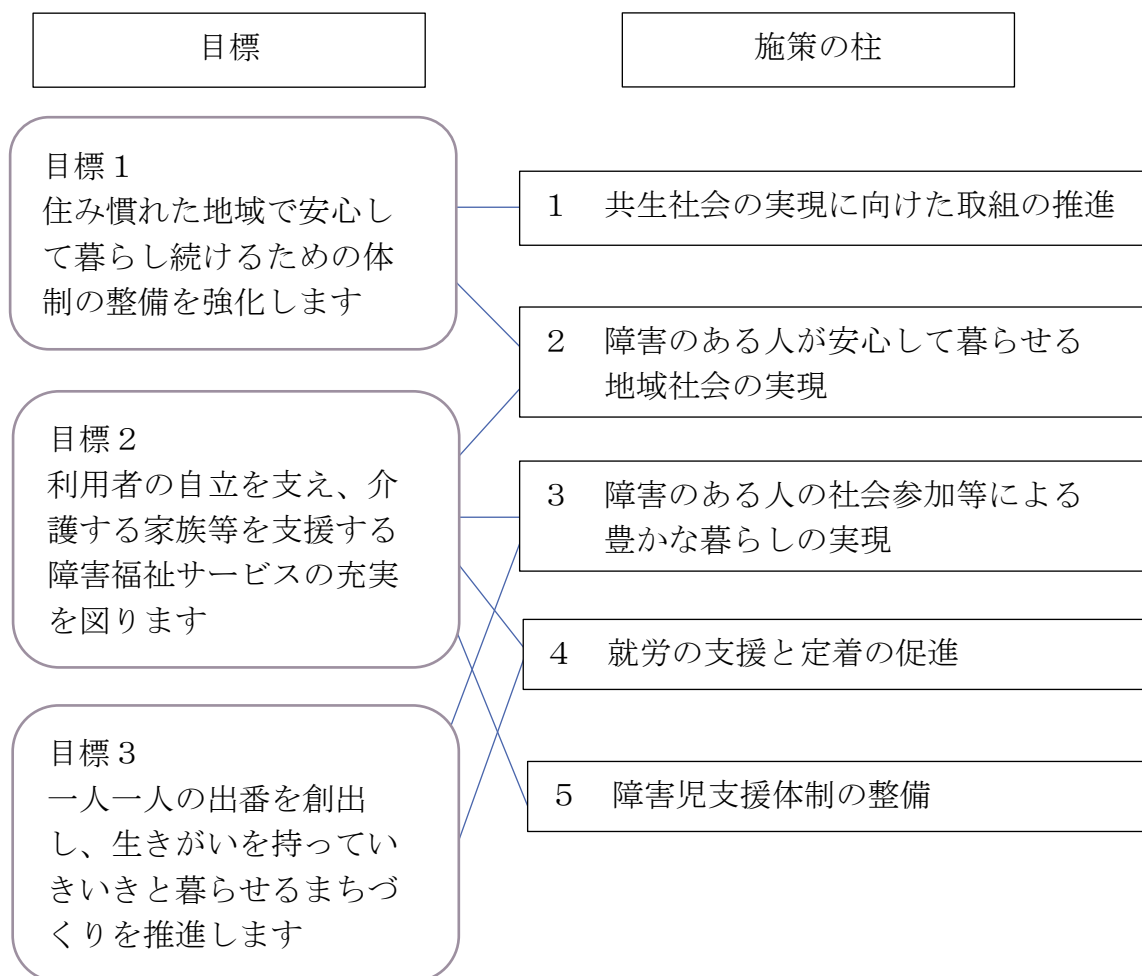 目標
施策の柱
目標１
住み慣れた地域で安心し
て暮らし続けるための体
制の整備を強化します
目標２
利用者の自立を支え、介
護する家族等を支援する
障害福祉サービスの充実
を図ります
目標３
一人一人の出番を創出
し、生きがいを持ってい
きいきと暮らせるまちづ
くりを推進します
１　共生社会の実現に向けた取組の推進
２　障害のある人が安心して暮らせる
地域社会の実現
３　障害のある人の社会参加等による
豊かな暮らしの実現
４　就労の支援と定着の促進
５　障害児支援体制の整備